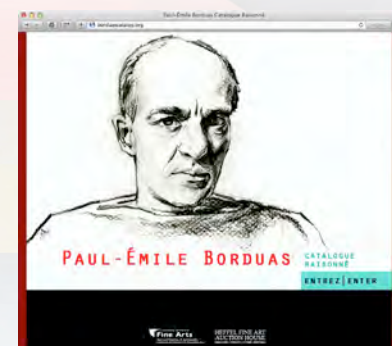 Paul-Émile Borduas Catalogue Raisonné
PAUL-ÉMILE BORDUAS
CATALOGUE
RAISONNÉ
ENTREZ|ENTER
Fine Arts
HEFFEL FINE ART
AUCTION HOUSE